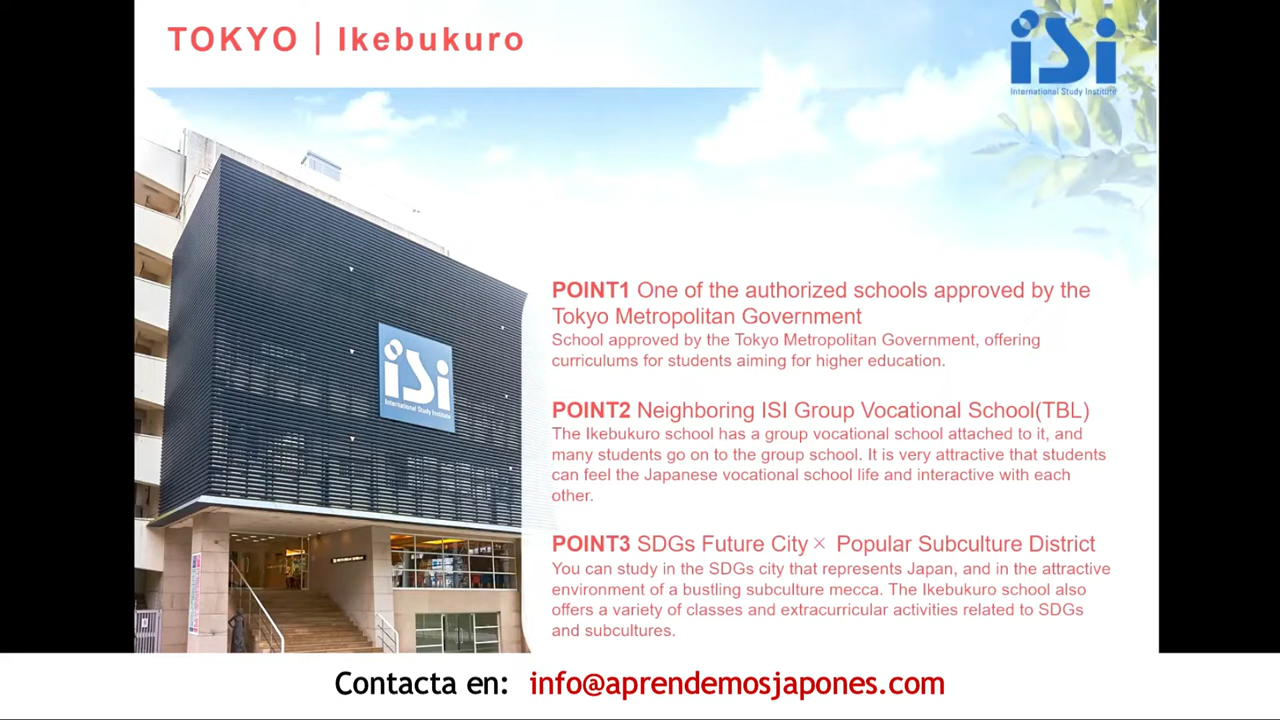 TOKYO | Ikebukuro
iSi
International Study Institute
iSi
International Study Institute
POINT1 One of the authorized schools approved by the
Tokyo Metropolitan Government
School approved by the Tokyo Metropolitan Government, offering
curriculums for students aiming for higher education.
POINT2 Neighboring ISI Group Vocational School(TBL)
The Ikebukuro school has a group vocational school attached to it, and
many students go on to the group school. It is very attractive that students
can feel the Japanese vocational school life and interactive with each
other.
POINT3 SDGs Future City× Popular Subculture District
You can study in the SDGs city that represents Japan, and in the attractive
environment of a bustling subculture mecca. The Ikebukuro school also
offers a variety of classes and extracurricular activities related to SDGs
and subcultures.
Contacta en: info@aprendemosjapones.com